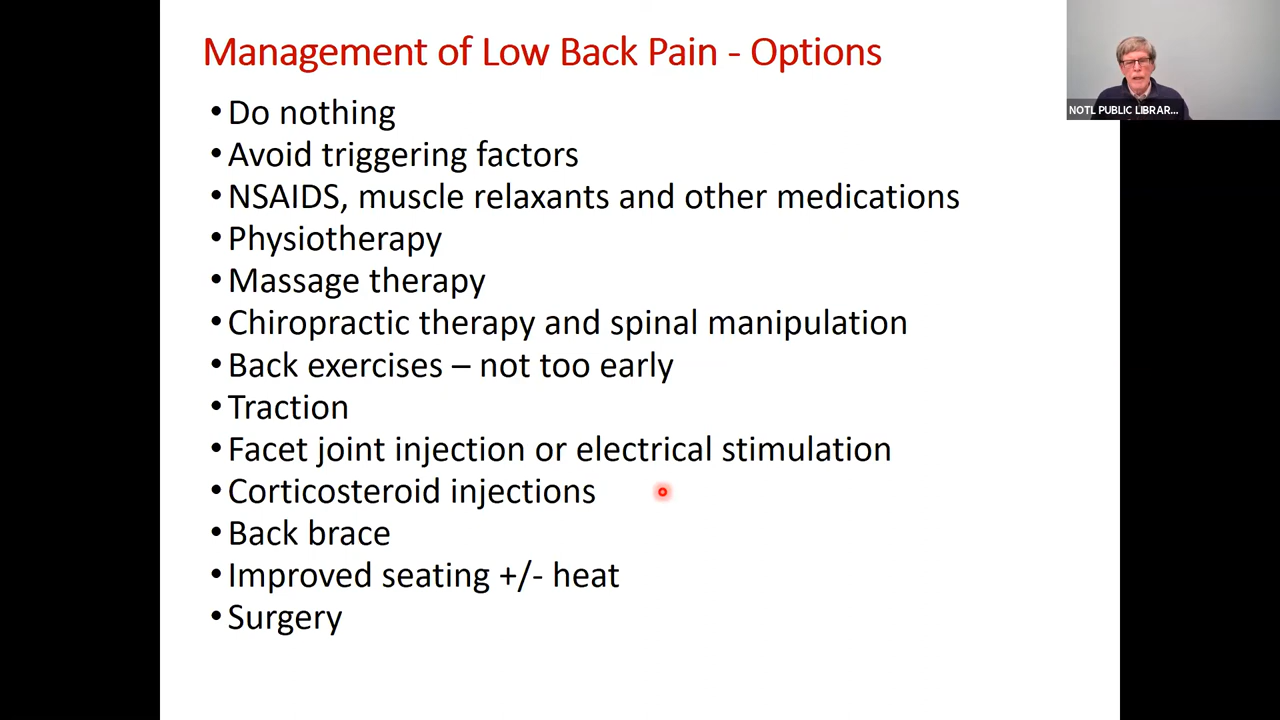 Management of Low Back Pain - Options
•Do nothing
•Avoid triggering factors
•NSAIDS, muscle relaxants and other medications
•Physiotherapy
•Massage therapy
•Chiropractic therapy and spinal manipulation
•Back exercises – not too early
•Traction
•Facet joint injection or electrical stimulation
•Corticosteroid injections
•Back brace
•Improved seating +/- heat
•Surgery
NOTL PUBLIC LIBRAR...